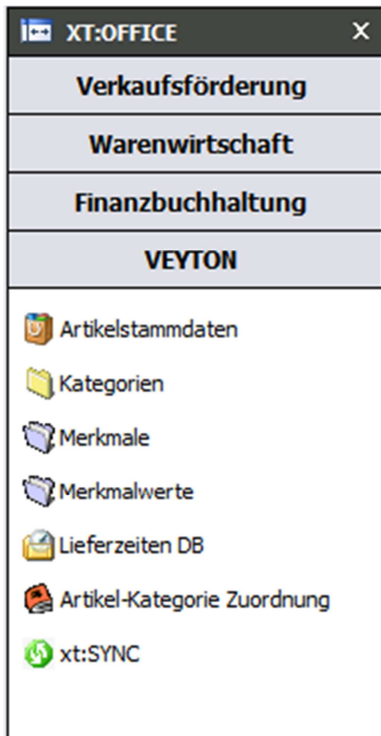 XT:OFFICE
Verkaufsförderung
Warenwirtschaft
Finanzbuchhaltung
VEYTON
Artikelstammdaten
Kategorien
Merkmale
Merkmalwerte
Lieferzeiten DB
Artikel-Kategorie Zuordnung
xt:SYNC